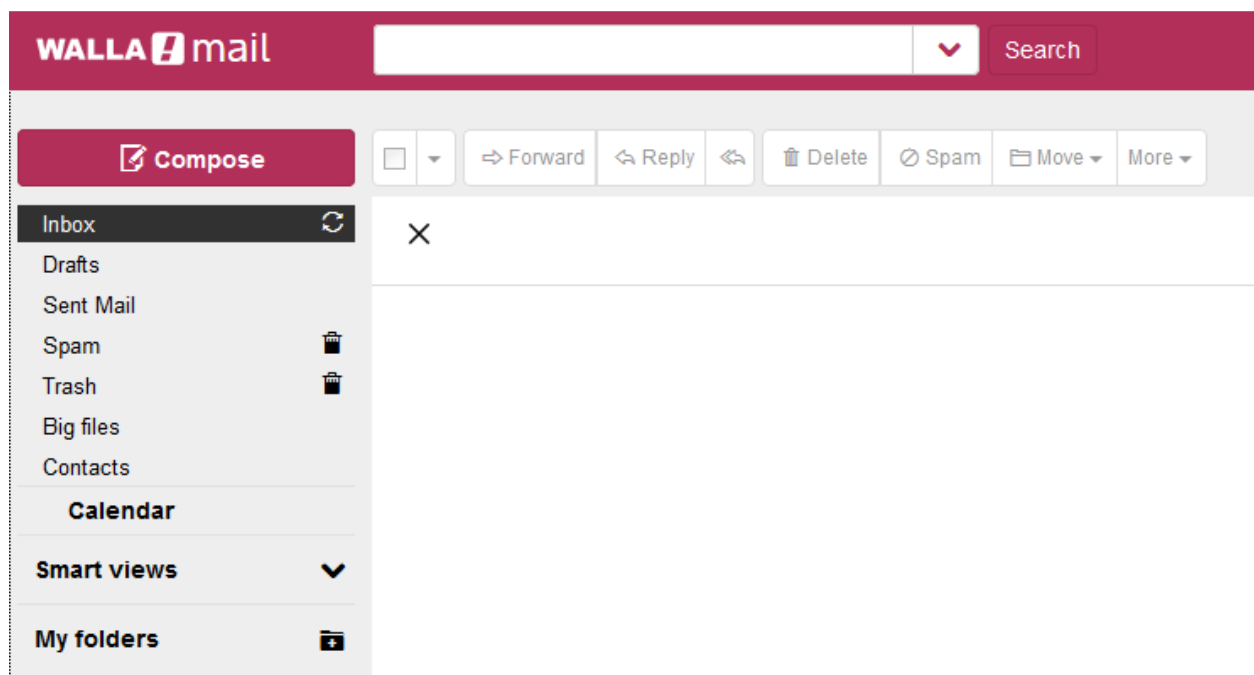 WALLA! mail
Search
Compose
Forward Reply Delete Spam Move More
Inbox
Drafts
Sent Mail
Spam
Trash
Big files
Contacts
Calendar
Smart views
My folders